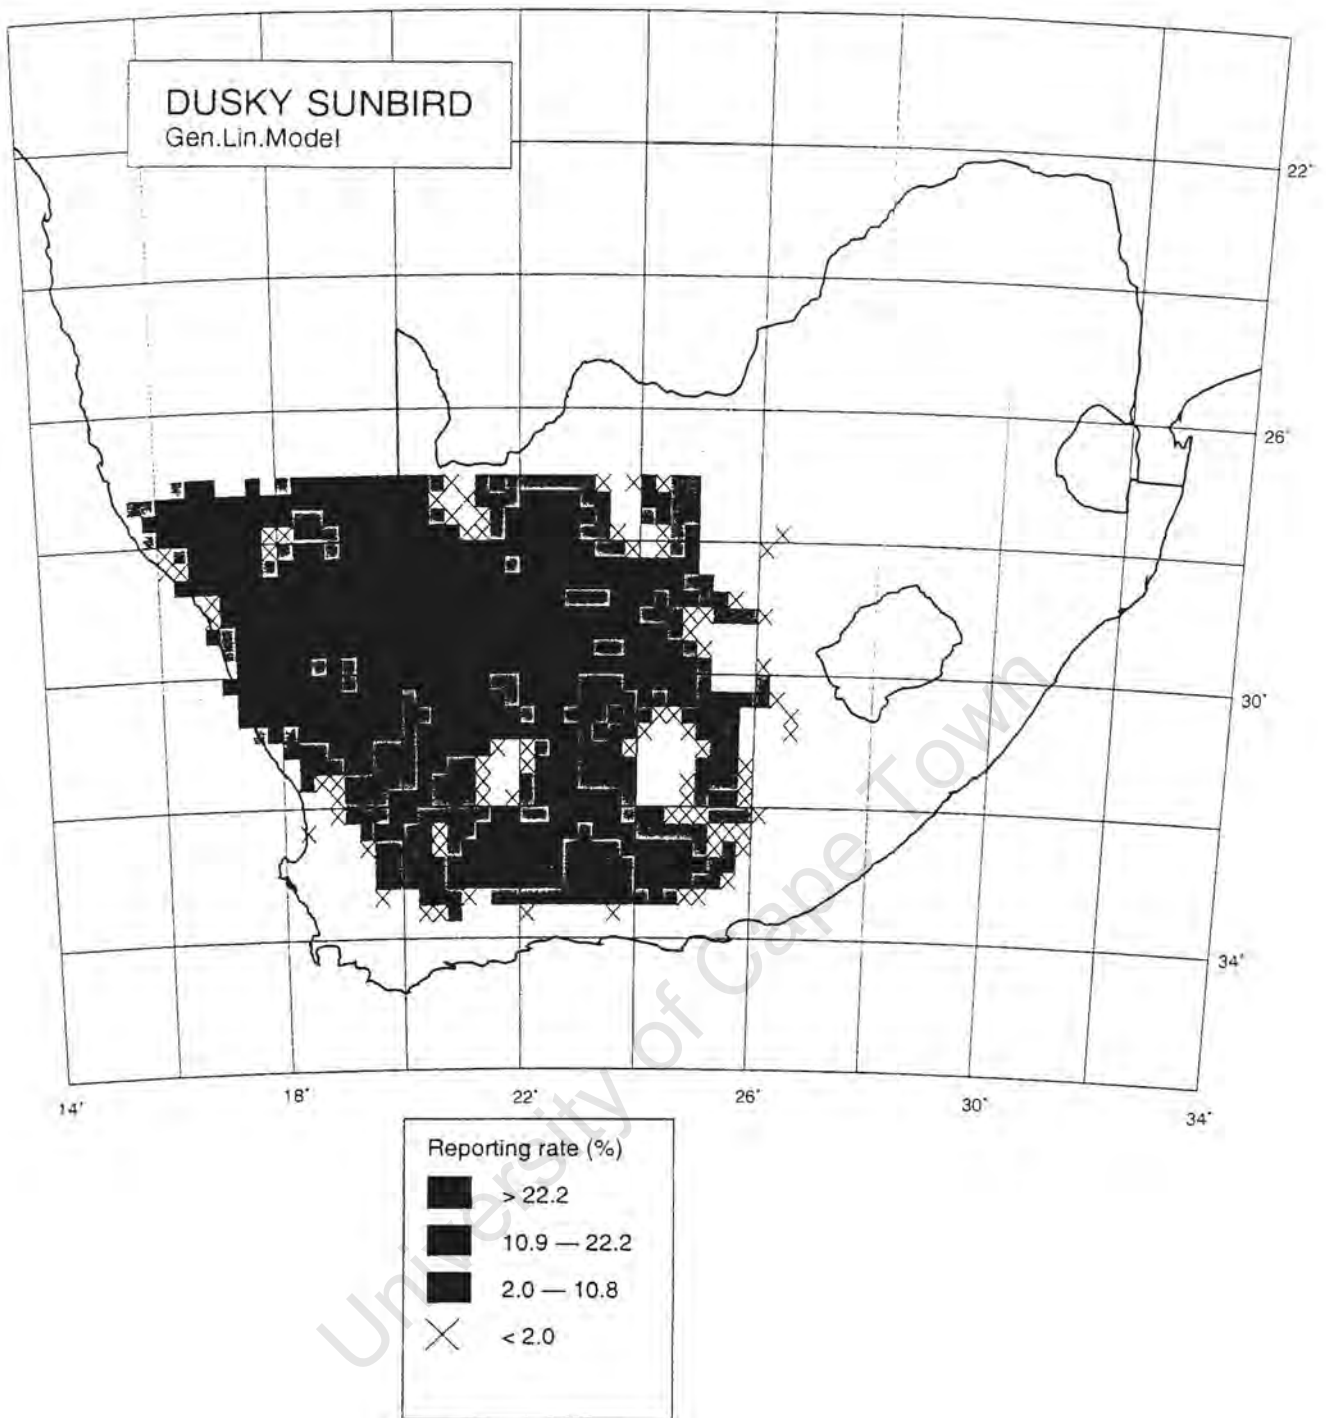 DUSKY SUNBIRD
Gen.Lin.Model
22°
26°
30°
34°
14°
18°
22°
26°
30°
34°
Reporting rate (%)
> 22.2
10.9 — 22.2
2.0 — 10.8
< 2.0
University of Cape Town